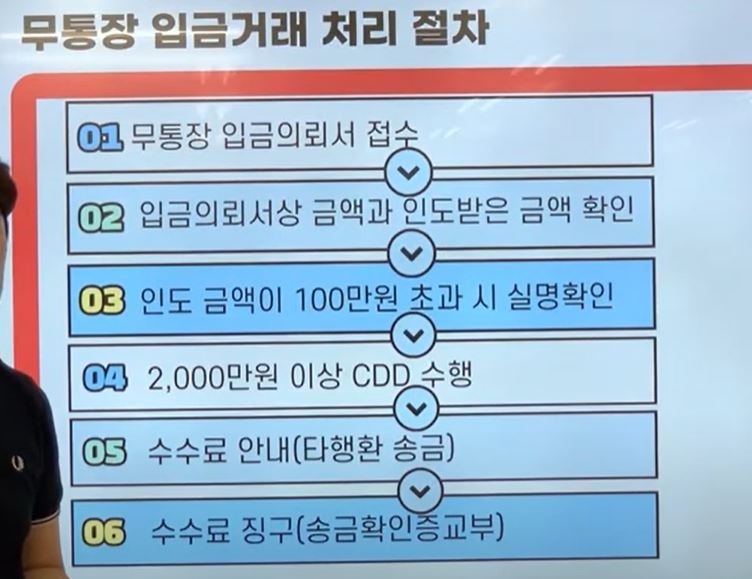 무통장 입금거래 처리 절차
01 무통장 입금의뢰서 접수
02 입금의뢰서상 금액과 인도받은 금액 확인
03 인도 금액이 100만원 초과 시 실명확인
04 2,000만원 이상 CDD 수행
05 수수료 안내(타행환 송금)
06 수수료 징구(송금확인증교부)